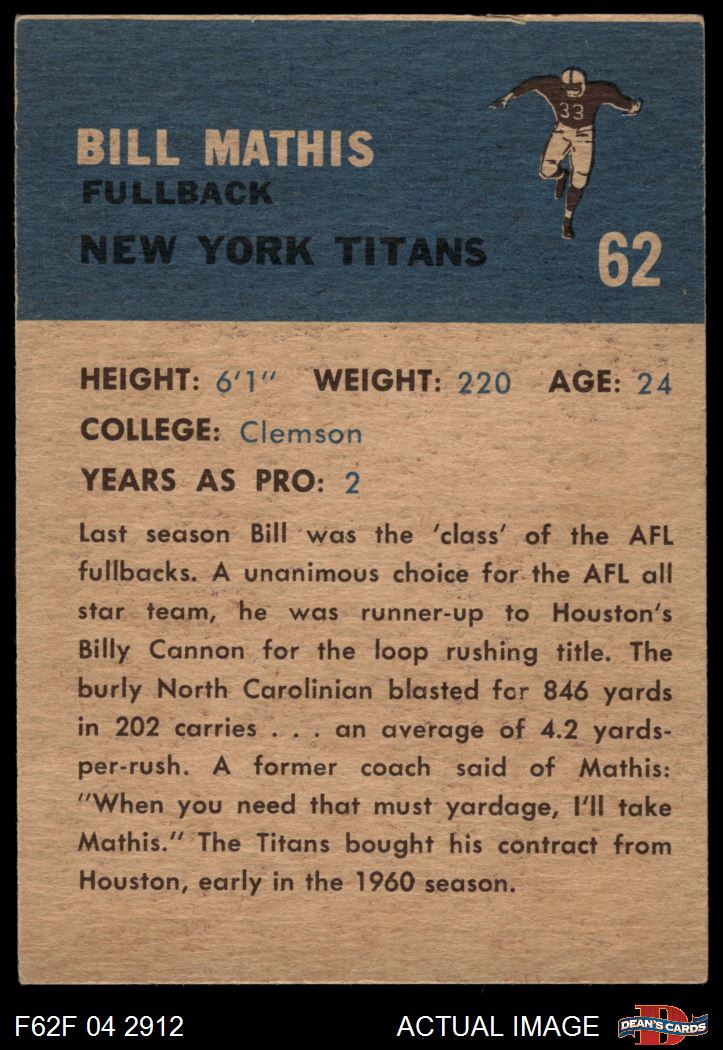 33
BILL MATHIS
FULLBACK
NEW YORK TITANS
62
HEIGHT: 6'1" WEIGHT: 220 AGE: 24
COLLEGE: Clemson
YEARS AS PRO: 2
Last season Bill was the 'class' of the AFL
fullbacks. A unanimous choice for the AFL all
star team, he was runner-up to Houston's
Billy Cannon for the loop rushing title. The
burly North Carolinian blasted for 846 yards
in 202 carries . . . an average of 4.2 yards-
per-rush. A former coach said of Mathis:
"When you need that must yardage, I'll take
Mathis." The Titans bought his contract from
Houston, early in the 1960 season.
F62F 04 2912
ACTUAL IMAGE
D
DEAN'S CARDS